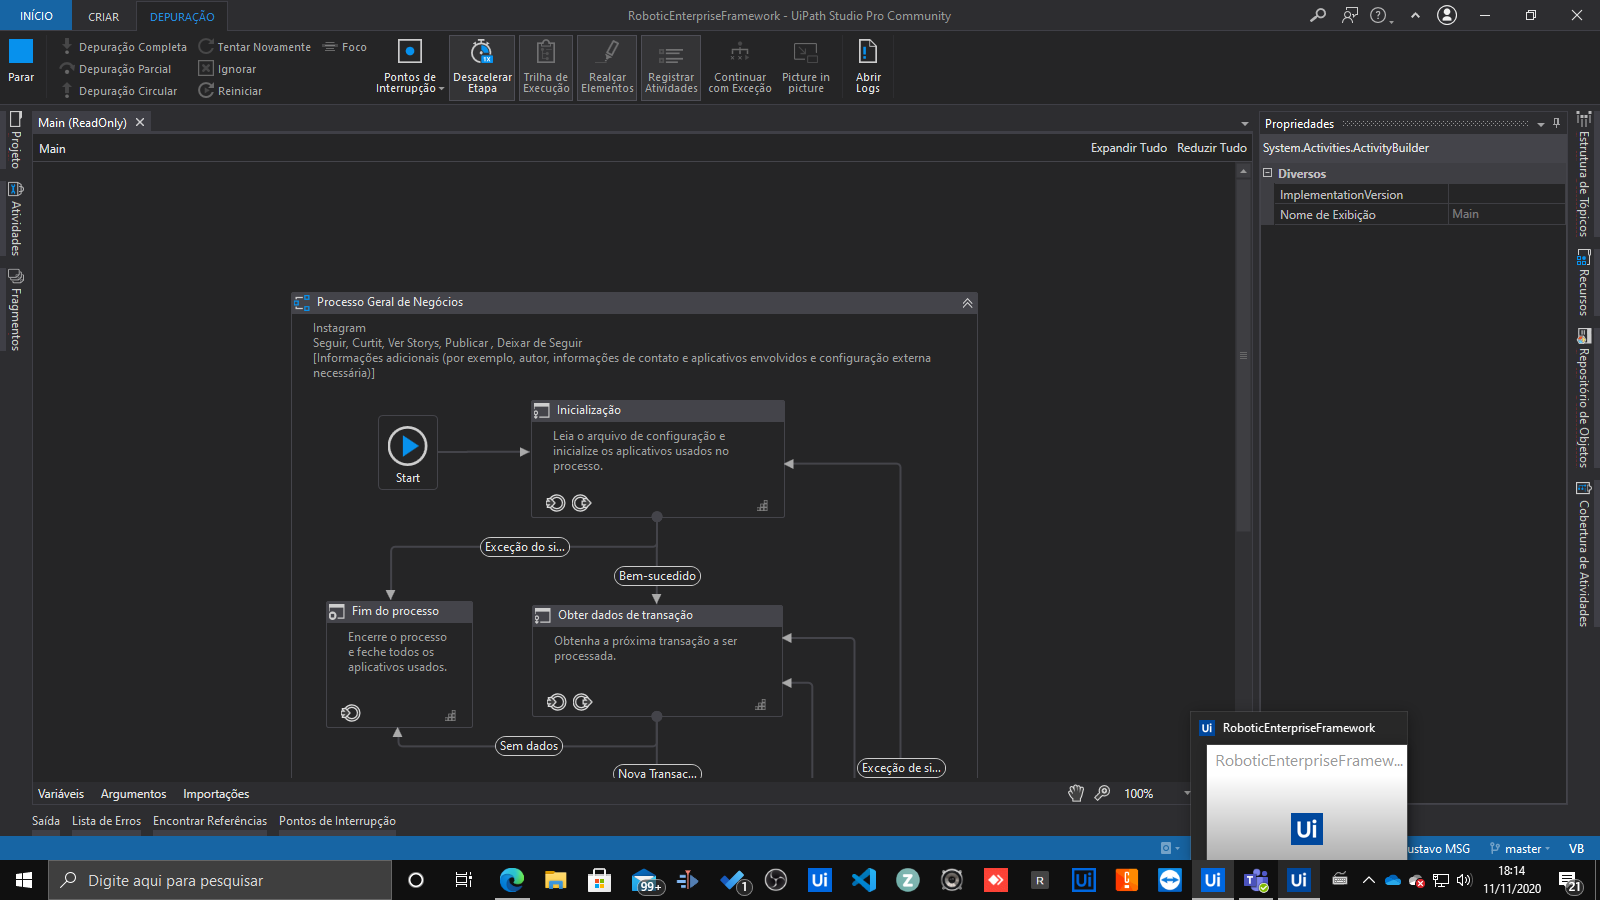 INÍCIO
CRIAR
DEPURAÇÃO
RoboticEnterpriseFramework - UiPath Studio Pro Community
Parar
Depuração Completa
Depuração Parcial
Depuração Circular
Tentar Novamente
Ignorar
Reiniciar
Foco
Pontos de
Interrupção
Desacelerar
Etapa
1X
Trilha de
Execução
Realçar
Elementos
Registrar
Atividades
Continuar
com Exceção
Picture in
picture
Abrir
Logs
Projeto
Atividades
Fragmentos
Main (ReadOnly)
Main
Expandir Tudo
Reduzir Tudo
Processo Geral de Negócios
Instagram
Seguir, Curtit, Ver Storys, Publicar , Deixar de Seguir
[Informações adicionais (por exemplo, autor, informações de contato e aplicativos envolvidos e configuração externa
necessária)]
Start
Inicialização
Leia o arquivo de configuração e
inicialize os aplicativos usados no
processo.
Exceção do si...
Bem-sucedido
Fim do processo
Encerre o processo
e feche todos os
aplicativos usados.
Obter dados de transação
Obtenha a próxima transação a ser
processada.
Sem dados
Nova Transac...
Exceção de si...
Variáveis
Argumentos
Importações
100%
Saída
Lista de Erros
Encontrar Referências
Pontos de Interrupção
Propriedades
System.Activities.ActivityBuilder
Diversos
ImplementationVersion
Nome de Exibição
Main
Estrutura de Tópicos
Recursos
Repositório de Objetos
Cobertura de Atividades
Ui
RoboticEnterpriseFramework
RoboticEnterpriseFramew...
Ui
ustavo MSG
master
VB
Digite aqui para pesquisar
99+
1
Ui
Z
R
Ui
Ui
Ui
18:14
11/11/2020
21